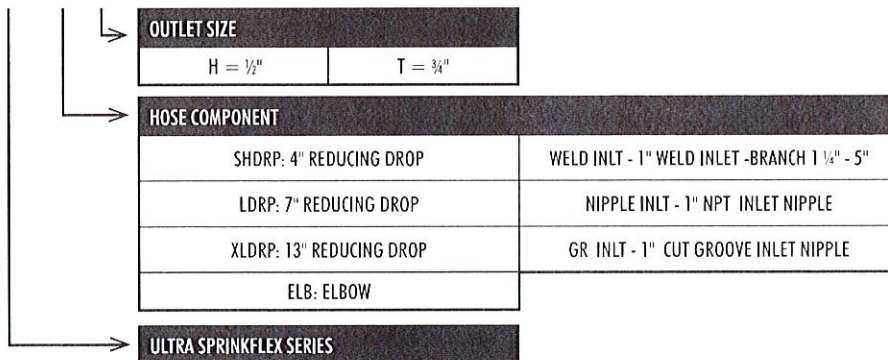 OUTLET SIZE
H = ½" T = ¾"
HOSE COMPONENT
SHDRP: 4" REDUCING DROP WELD INLT - 1" WELD INLET -BRANCH 1 ¼" - 5"
LDRP: 7" REDUCING DROP NIPPLE INLT - 1" NPT INLET NIPPLE
XLDRP: 13" REDUCING DROP GR INLT - 1" CUT GROOVE INLET NIPPLE
ELB: ELBOW
ULTRA SPRINKFLEX SERIES